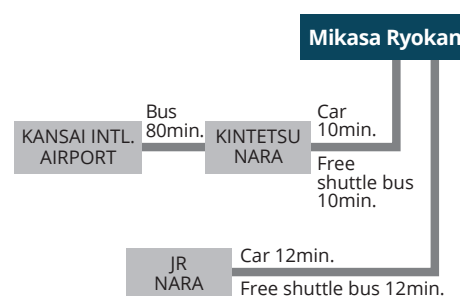 Mikasa Ryokan
Bus
80min.
Car
10min.
KANSAI INTL.
AIRPORT
KINTETSU
NARA
Free
shuttle bus
10min.
JR
NARA
Car 12min.
Free shuttle bus 12min.